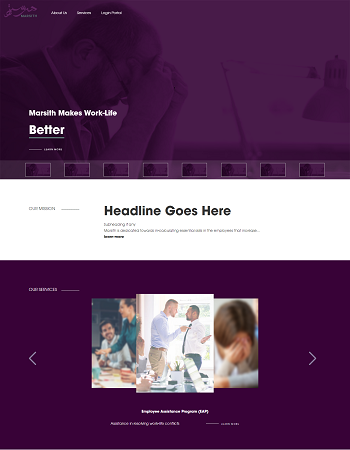 MARSITH
About Us
Services
Login Portal
Marsith Makes Work-Life
Better
LEARN MORE
OUR MISSION
Headline Goes Here
Subheading if any
Marsith is dedicated towards inculcating essential aids in the employees that increase...
learn more
OUR SERVICES
Employee Assistance Program (EAP)
Assistance in resolving work-life conflicts
LEARN MORE